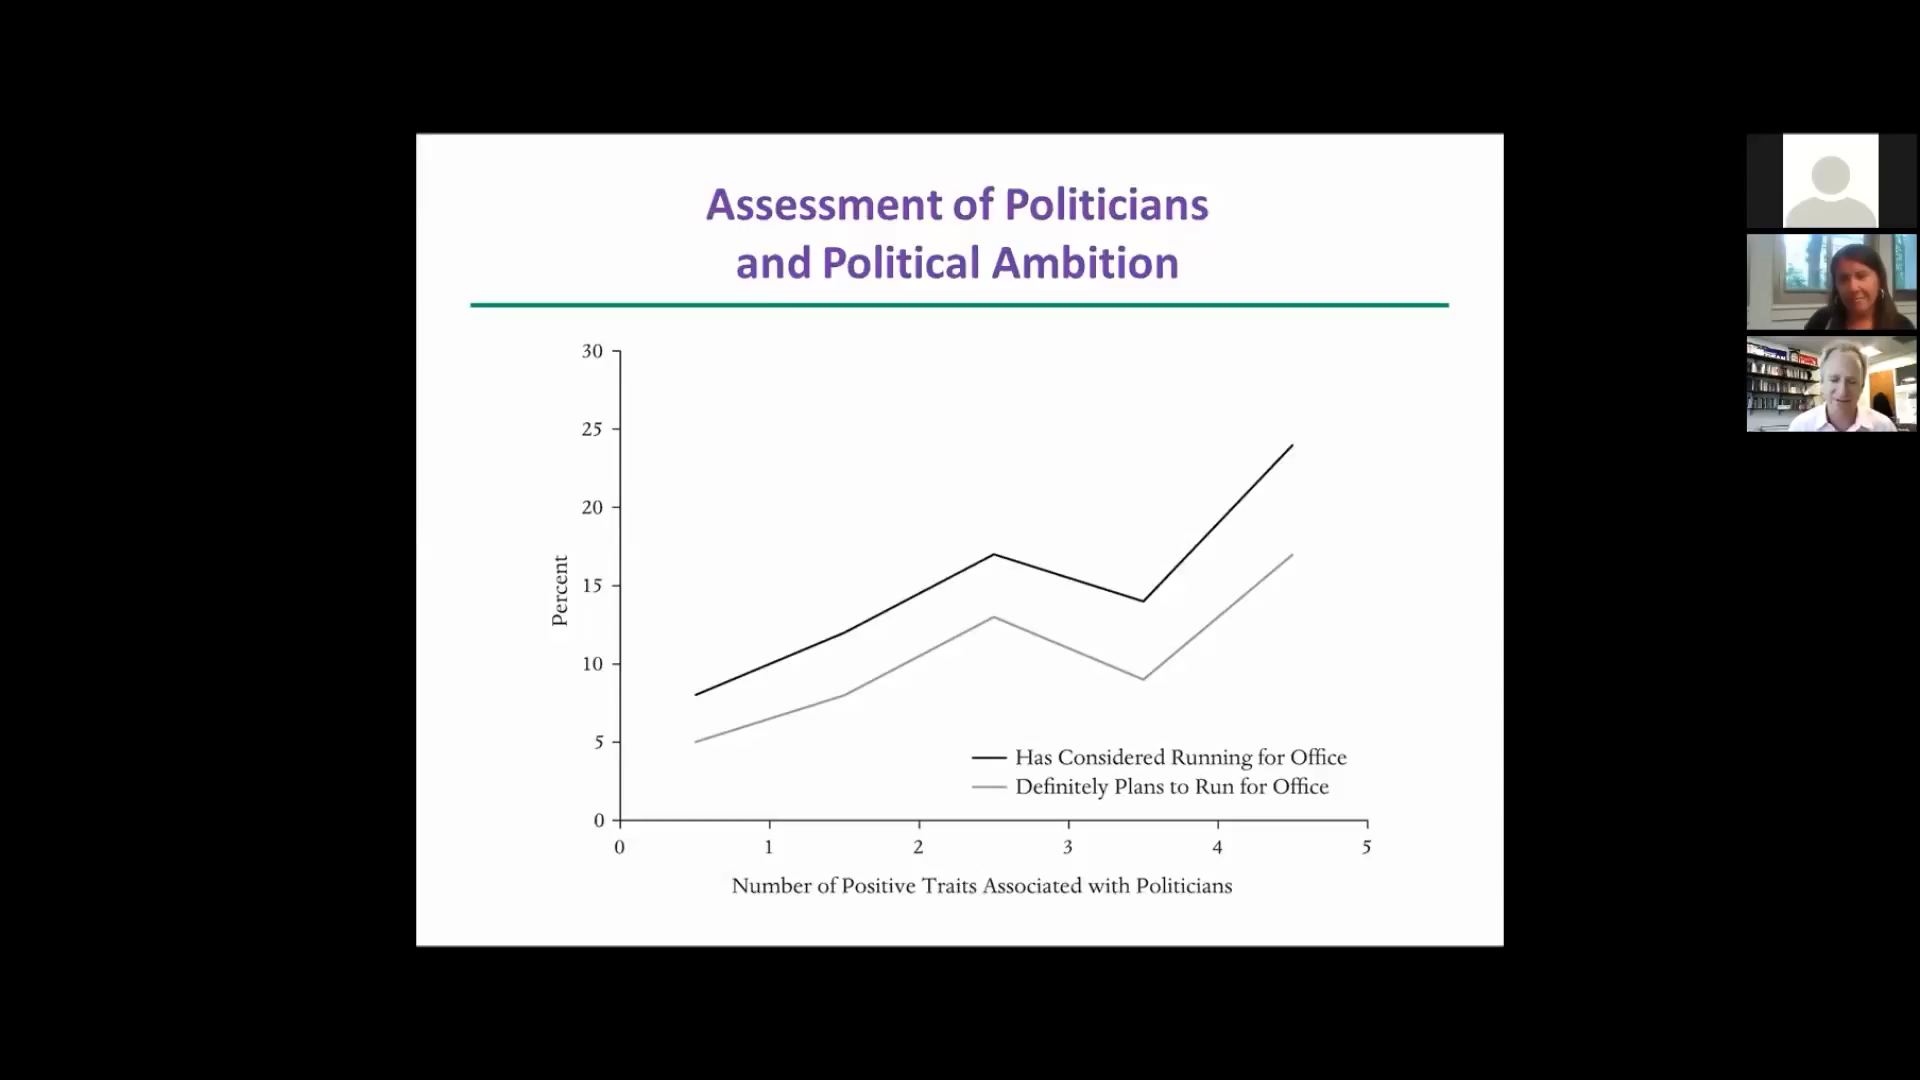 Assessment of Politicians
and Political Ambition
30
25
20
15
10
5
0
Percent
Has Considered Running for Office
Definitely Plans to Run for Office
0 1 2 3 4 5
Number of Positive Traits Associated with Politicians